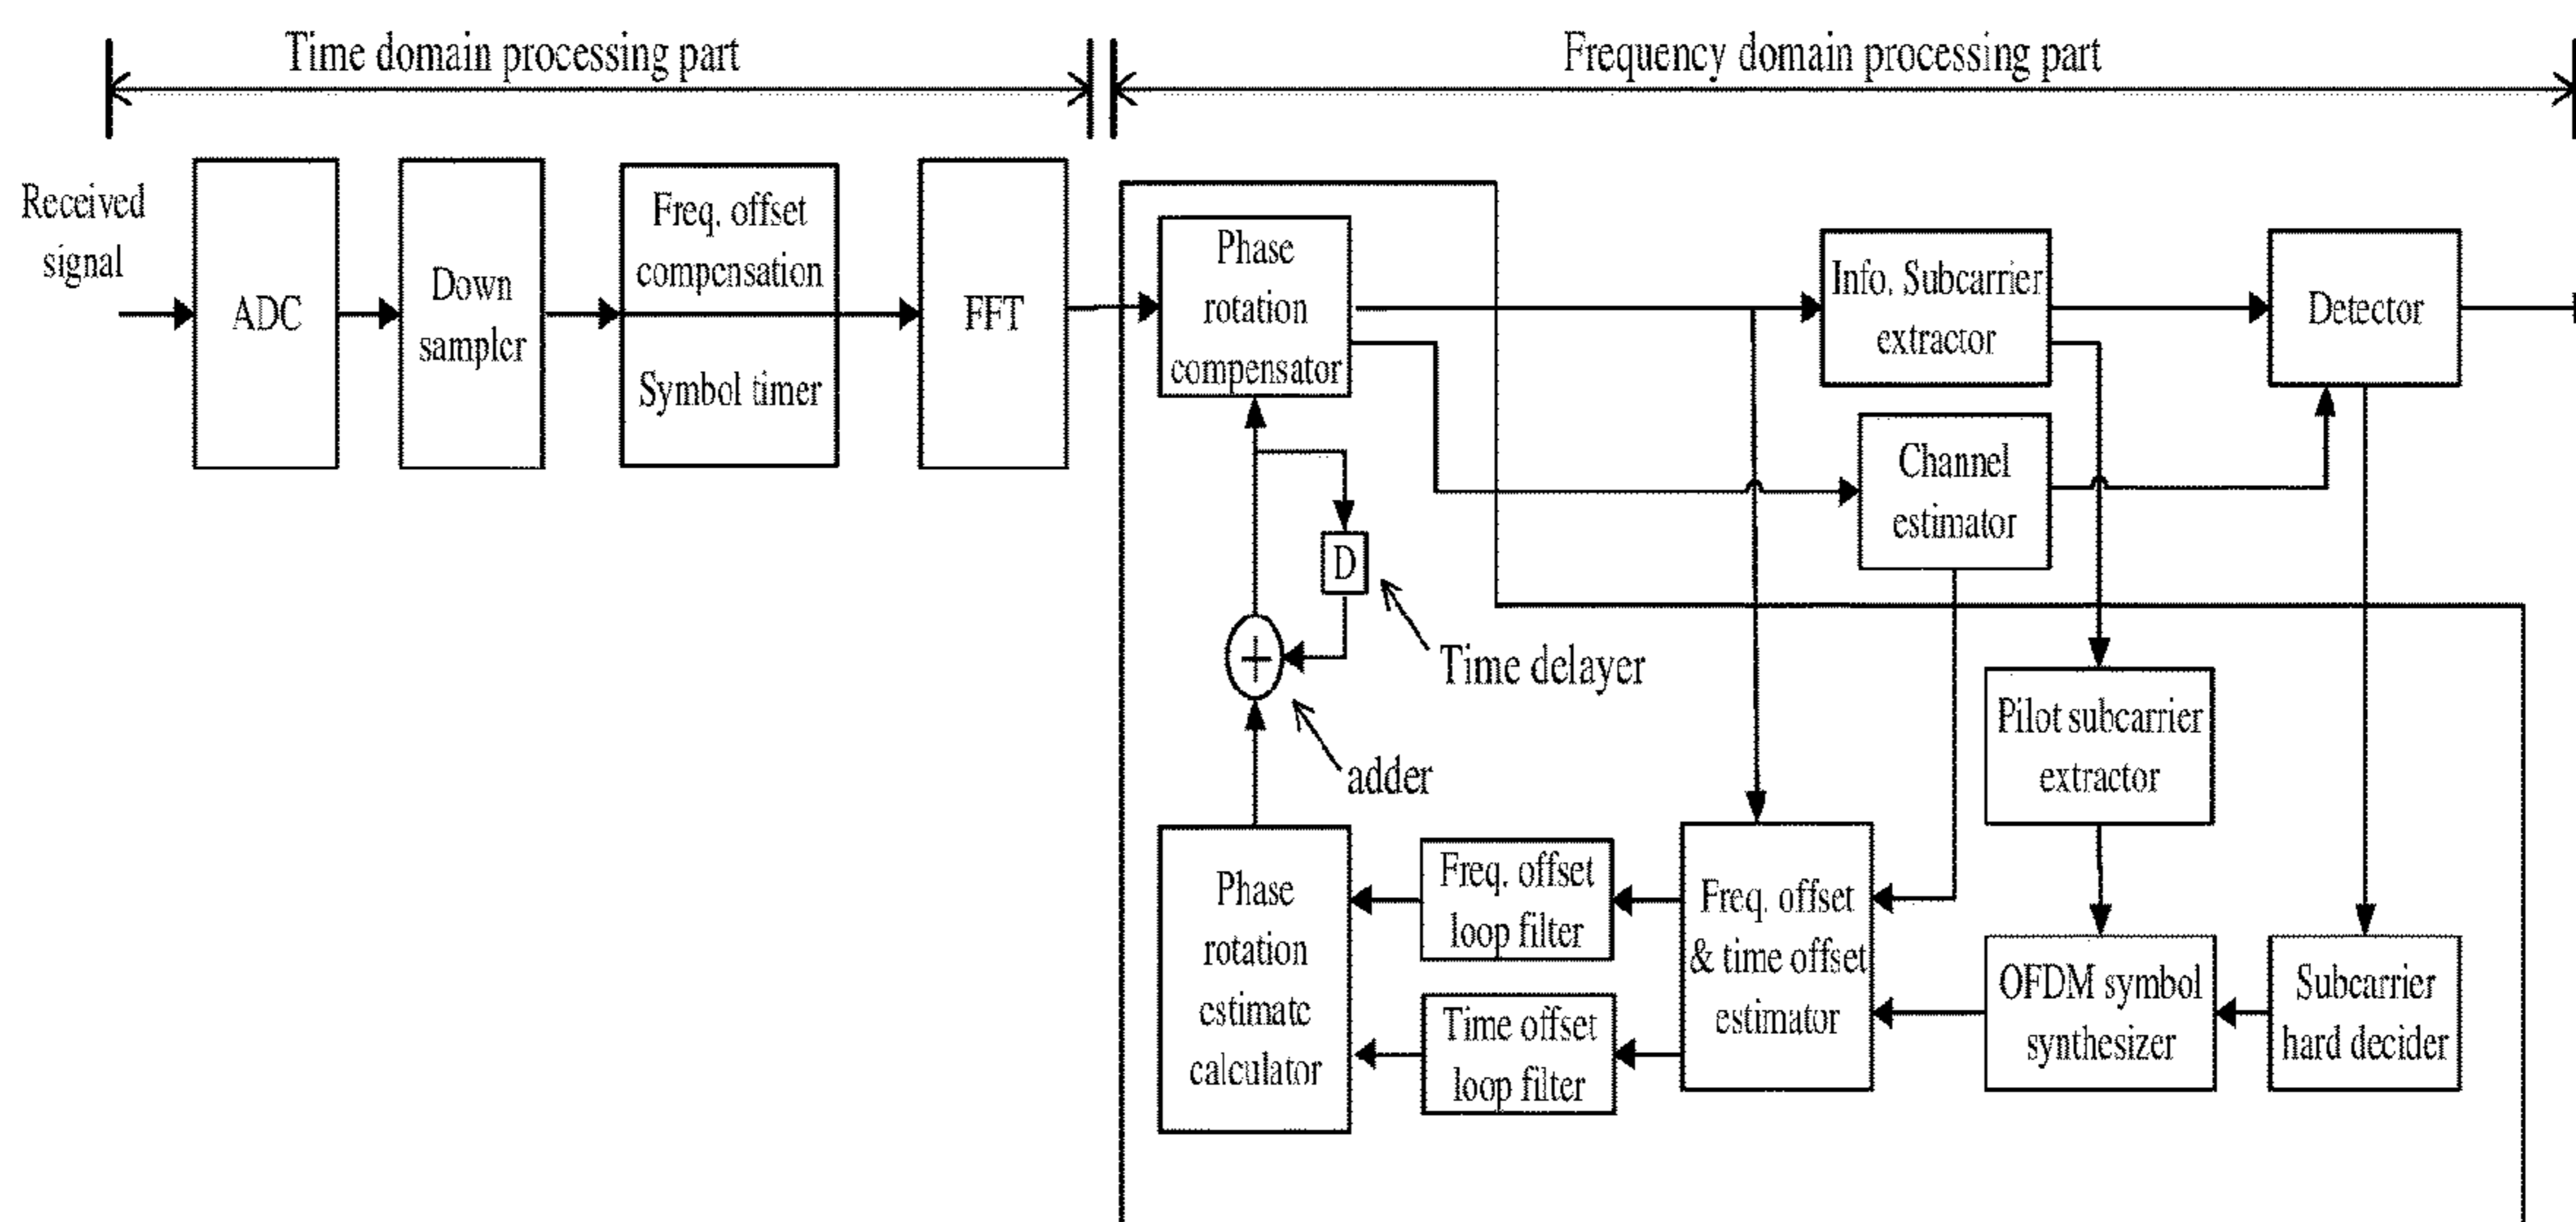 Time domain processing part
Frequency domain processing part
Received
signal
ADC
Down
sampler
Freq. offset
compensation
Symbol timer
FFT
Phase
rotation
compensator
Info. Subcarrier
extractor
Detector
Channel
estimator
D
Time delayer
+
adder
Pilot subcarrier
extractor
Phase
rotation
estimate
calculator
Freq. offset
loop filter
Time offset
loop filter
Freq. offset
& time offset
estimator
OFDM symbol
synthesizer
Subcarrier
hard decider